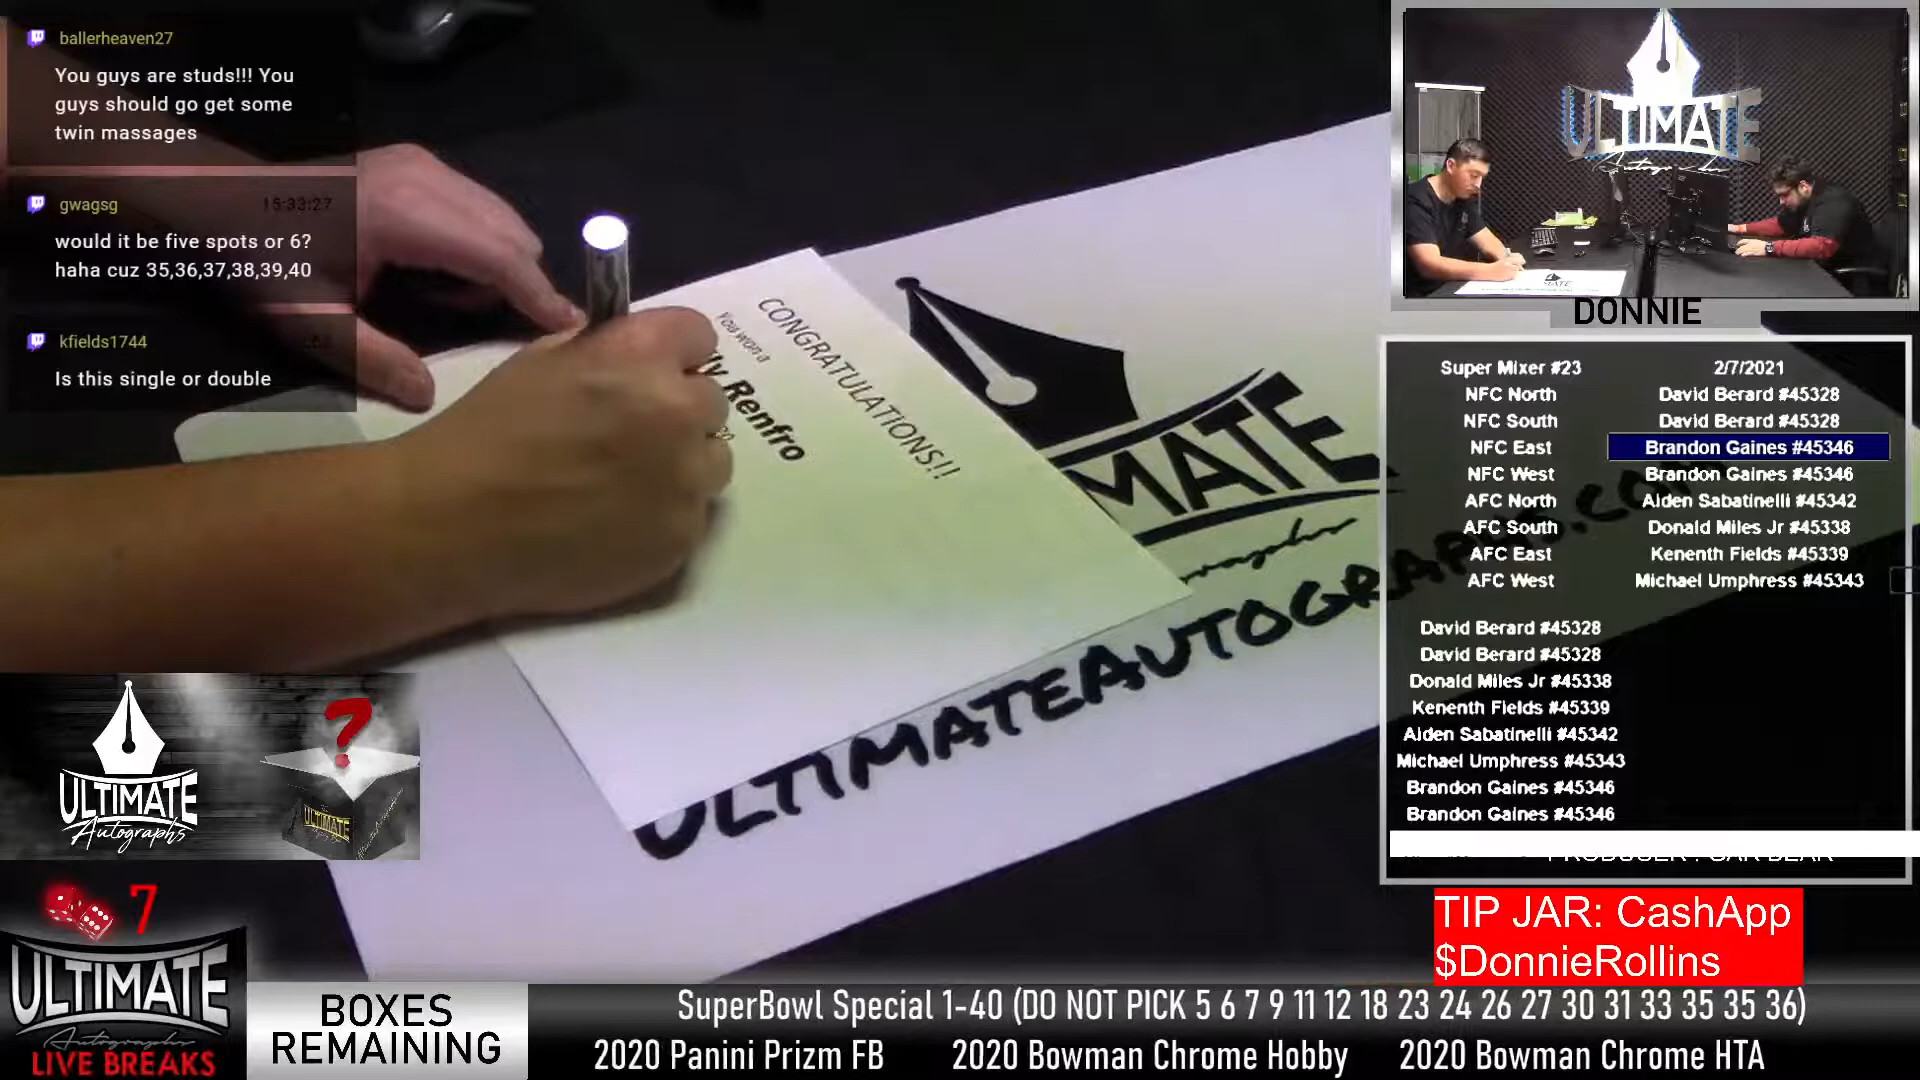 ballerheaven27
You guys are studs!!! You
guys should go get some
twin massages
gwagsg 15:33:27
would it be five spots or 6?
haha cuz 35,36,37,38,39,40
kfields1744
Is this single or double
CONGRATULATIONS!!
You won a
Renfro
MATE
ULTIMATEAUTOGRAPHS.CO
ULTIMATE
Autographs
DONNIE
Super Mixer #23 2/7/2021
NFC North David Berard #45328
NFC South David Berard #45328
NFC East Brandon Gaines #45346
NFC West Brandon Gaines #45346
AFC North Aiden Sabatinelli #45342
AFC South Donald Miles Jr #45338
AFC East Kenenth Fields #45339
AFC West Michael Umphress #45343
David Berard #45328
David Berard #45328
Donald Miles Jr #45338
Kenenth Fields #45339
Aiden Sabatinelli #45342
Michael Umphress #45343
Brandon Gaines #45346
Brandon Gaines #45346
TIP JAR: CashApp
$DonnieRollins
ULTIMATE
Autographs
?
ULTIMATE
7
ULTIMATE
Autographs
LIVE BREAKS
BOXES
REMAINING
SuperBowl Special 1-40 (DO NOT PICK 5 6 7 9 11 12 18 23 24 26 27 30 31 33 35 35 36)
2020 Panini Prizm FB 2020 Bowman Chrome Hobby 2020 Bowman Chrome HTA